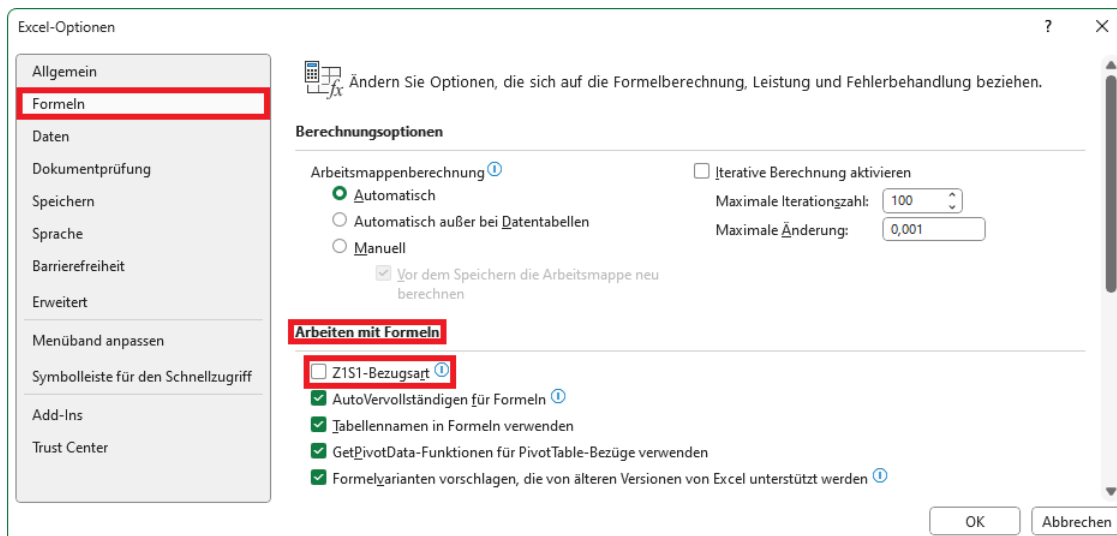 Excel-Optionen
?
Allgemein
Formeln
Daten
Dokumentprüfung
Speichern
Sprache
Barrierefreiheit
Erweitert
Menüband anpassen
Symbolleiste für den Schnellzugriff
Add-Ins
Trust Center
fx Ändern Sie Optionen, die sich auf die Formelberechnung, Leistung und Fehlerbehandlung beziehen.
Berechnungsoptionen
Arbeitsmappenberechnung
Automatisch
Automatisch außer bei Datentabellen
Manuell
Vor dem Speichern die Arbeitsmappe neu
berechnen
Iterative Berechnung aktivieren
Maximale Iterationszahl: 100
Maximale Änderung: 0,001
Arbeiten mit Formeln
Z1S1-Bezugsart
AutoVervollständigen für Formeln
Tabellennamen in Formeln verwenden
GetPivotData-Funktionen für PivotTable-Bezüge verwenden
Formelvarianten vorschlagen, die von älteren Versionen von Excel unterstützt werden
OK
Abbrechen